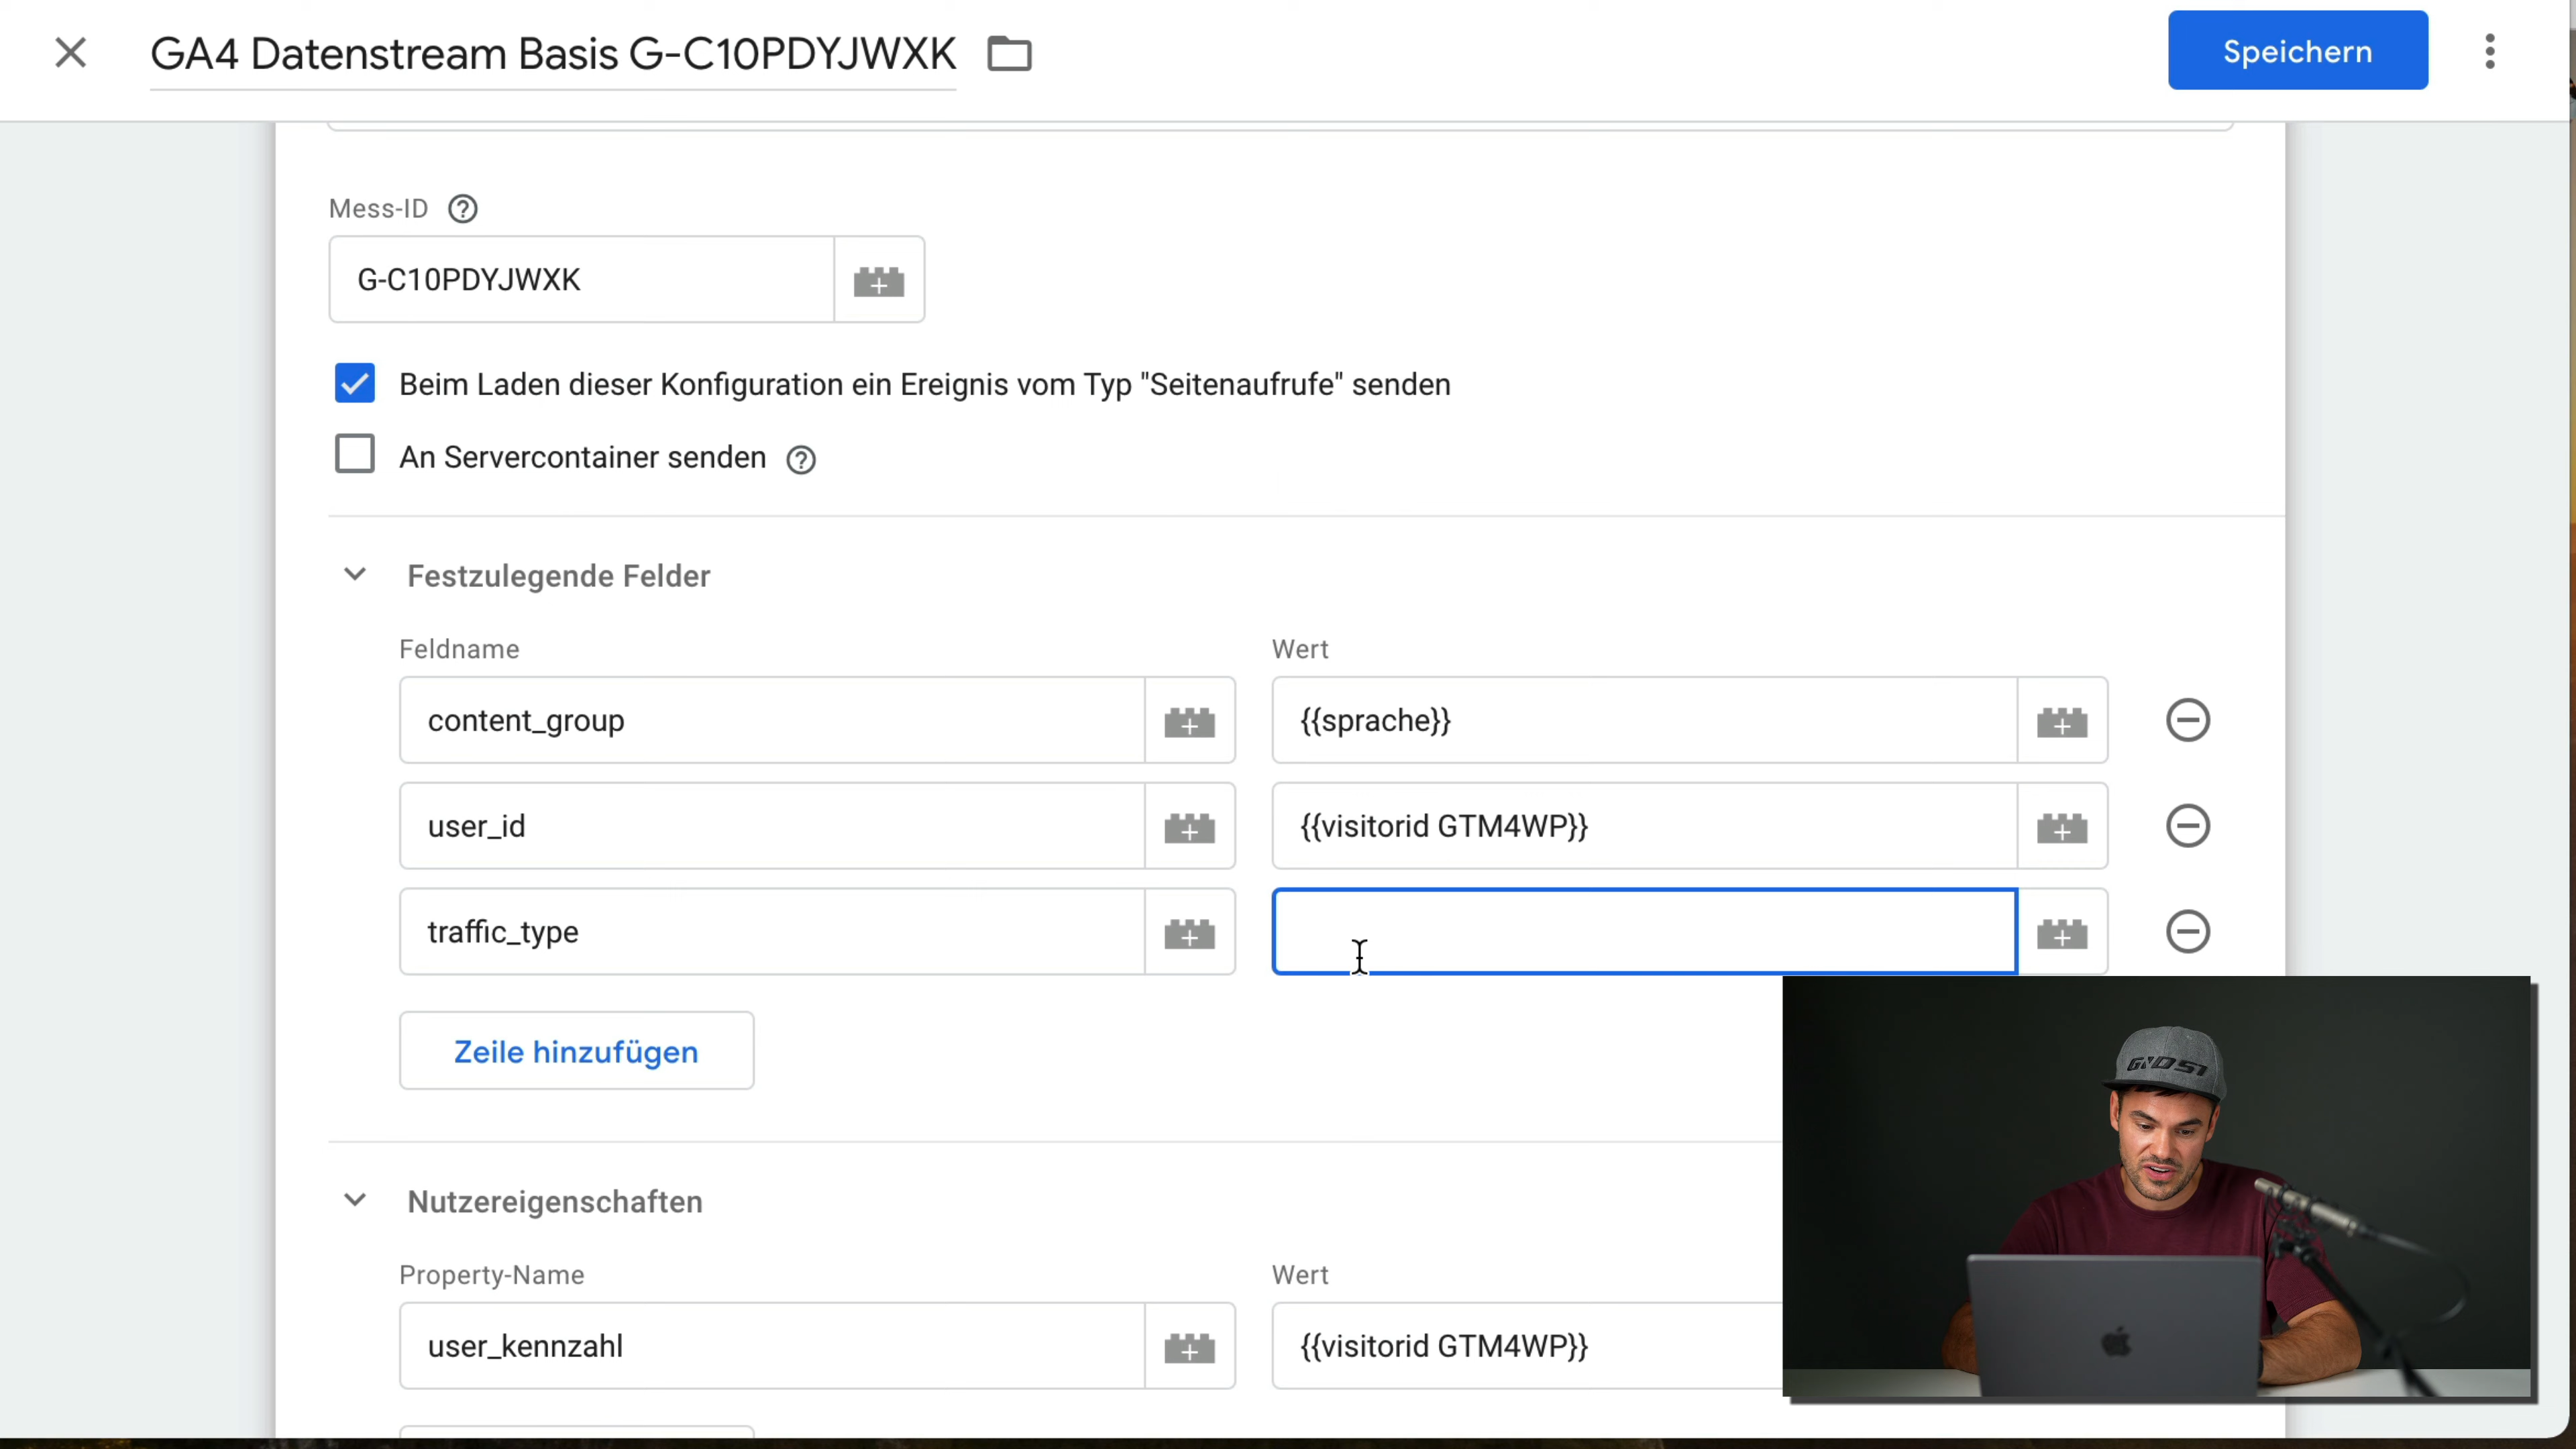 GA4 Datenstream Basis G-C10PDYJWXK
Speichern
Mess-ID
G-C10PDYJWXK
Beim Laden dieser Konfiguration ein Ereignis vom Typ "Seitenaufrufe" senden
An Servercontainer senden
Festzulegende Felder
Feldname Wert
content_group {{sprache}}
user_id {{visitorid GTM4WP}}
traffic_type
Zeile hinzufügen
Nutzereigenschaften
Property-Name Wert
user_kennzahl {{visitorid GTM4WP}}